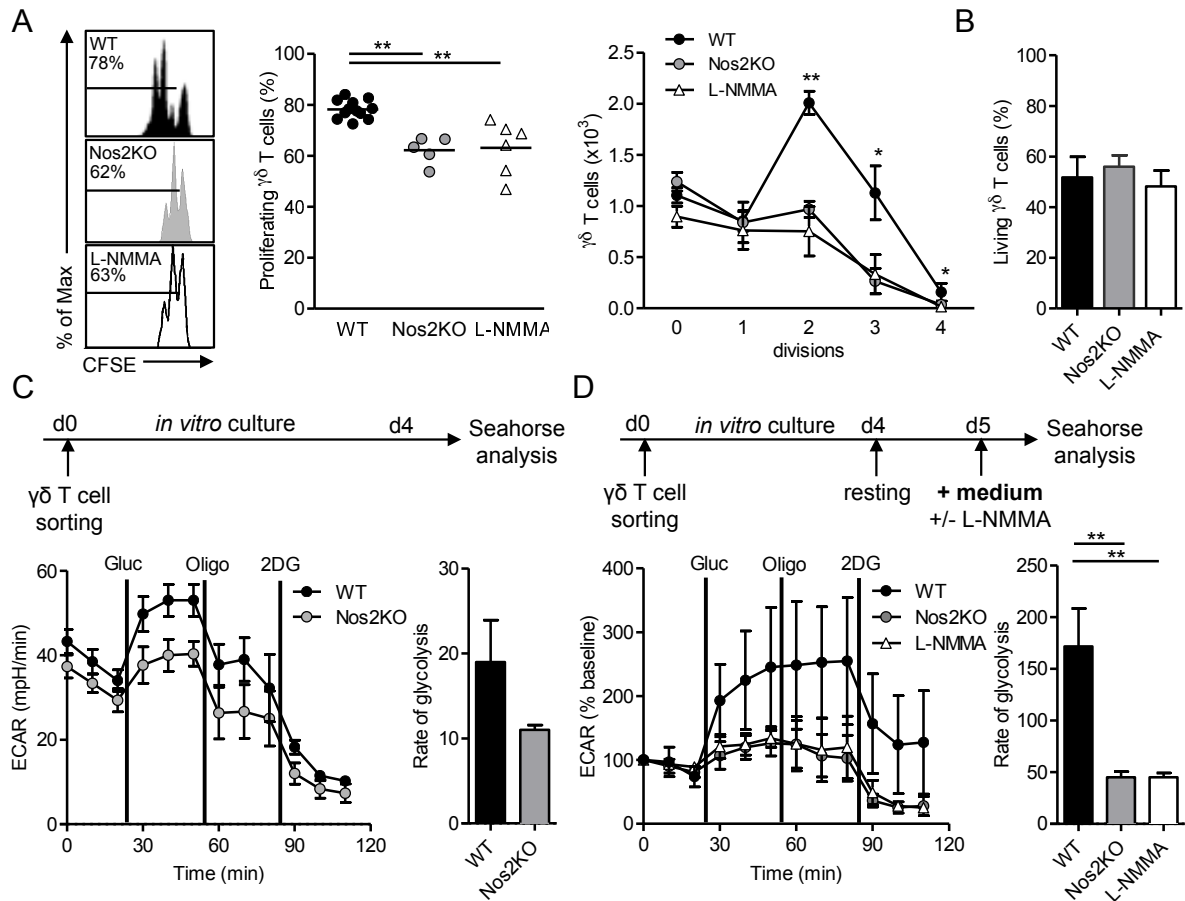 A
WT
78%
Nos2KO
62%
L-NMMA
63%
% of Max
CFSE
Proliferating γδ T cells (%)
100
80
60
40
20
0
**
**
WT
Nos2KO
L-NMMA
γδ T cells (x10³)
2.5
2.0
1.5
1.0
0.5
0.0
WT
Nos2KO
L-NMMA
**
*
*
0 1 2 3 4
divisions
B
Living γδ T cells (%)
100
80
60
40
20
0
WT
Nos2KO
L-NMMA
C
d0 in vitro culture d4
Seahorse
analysis
γδ T cell
sorting
Gluc Oligo 2DG
WT
Nos2KO
ECAR (mpH/min)
60
40
20
0
0 30 60 90 120
Time (min)
Rate of glycolysis
30
20
10
0
WT
Nos2KO
D
d0 in vitro culture d4 d5
Seahorse
analysis
γδ T cell
sorting
resting
+ medium
+/- L-NMMA
Gluc Oligo 2DG
WT
Nos2KO
L-NMMA
ECAR (% baseline)
400
300
200
100
0
0 30 60 90 120
Time (min)
Rate of glycolysis
250
200
150
100
50
0
**
**
WT
Nos2KO
L-NMMA